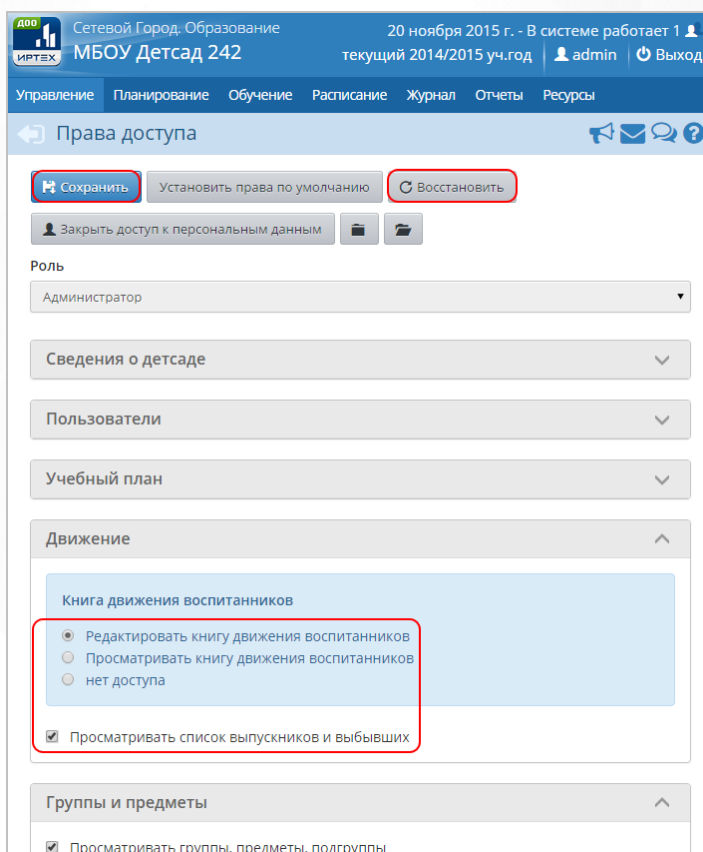 ДОО
ИРТЕХ
Сетевой Город. Образование
МБОУ Детсад 242
20 ноября 2015 г. - В системе работает 1
текущий 2014/2015 уч.год admin Выход
Управление Планирование Обучение Расписание Журнал Отчеты Ресурсы
Права доступа
Сохранить Установить права по умолчанию Восстановить
Закрыть доступ к персональным данным
Роль
Администратор
Сведения о детсаде
Пользователи
Учебный план
Движение
Книга движения воспитанников
Редактировать книгу движения воспитанников
Просматривать книгу движения воспитанников
нет доступа
Просматривать список выпускников и выбывших
Группы и предметы
Просматривать группы, предметы, подгруппы